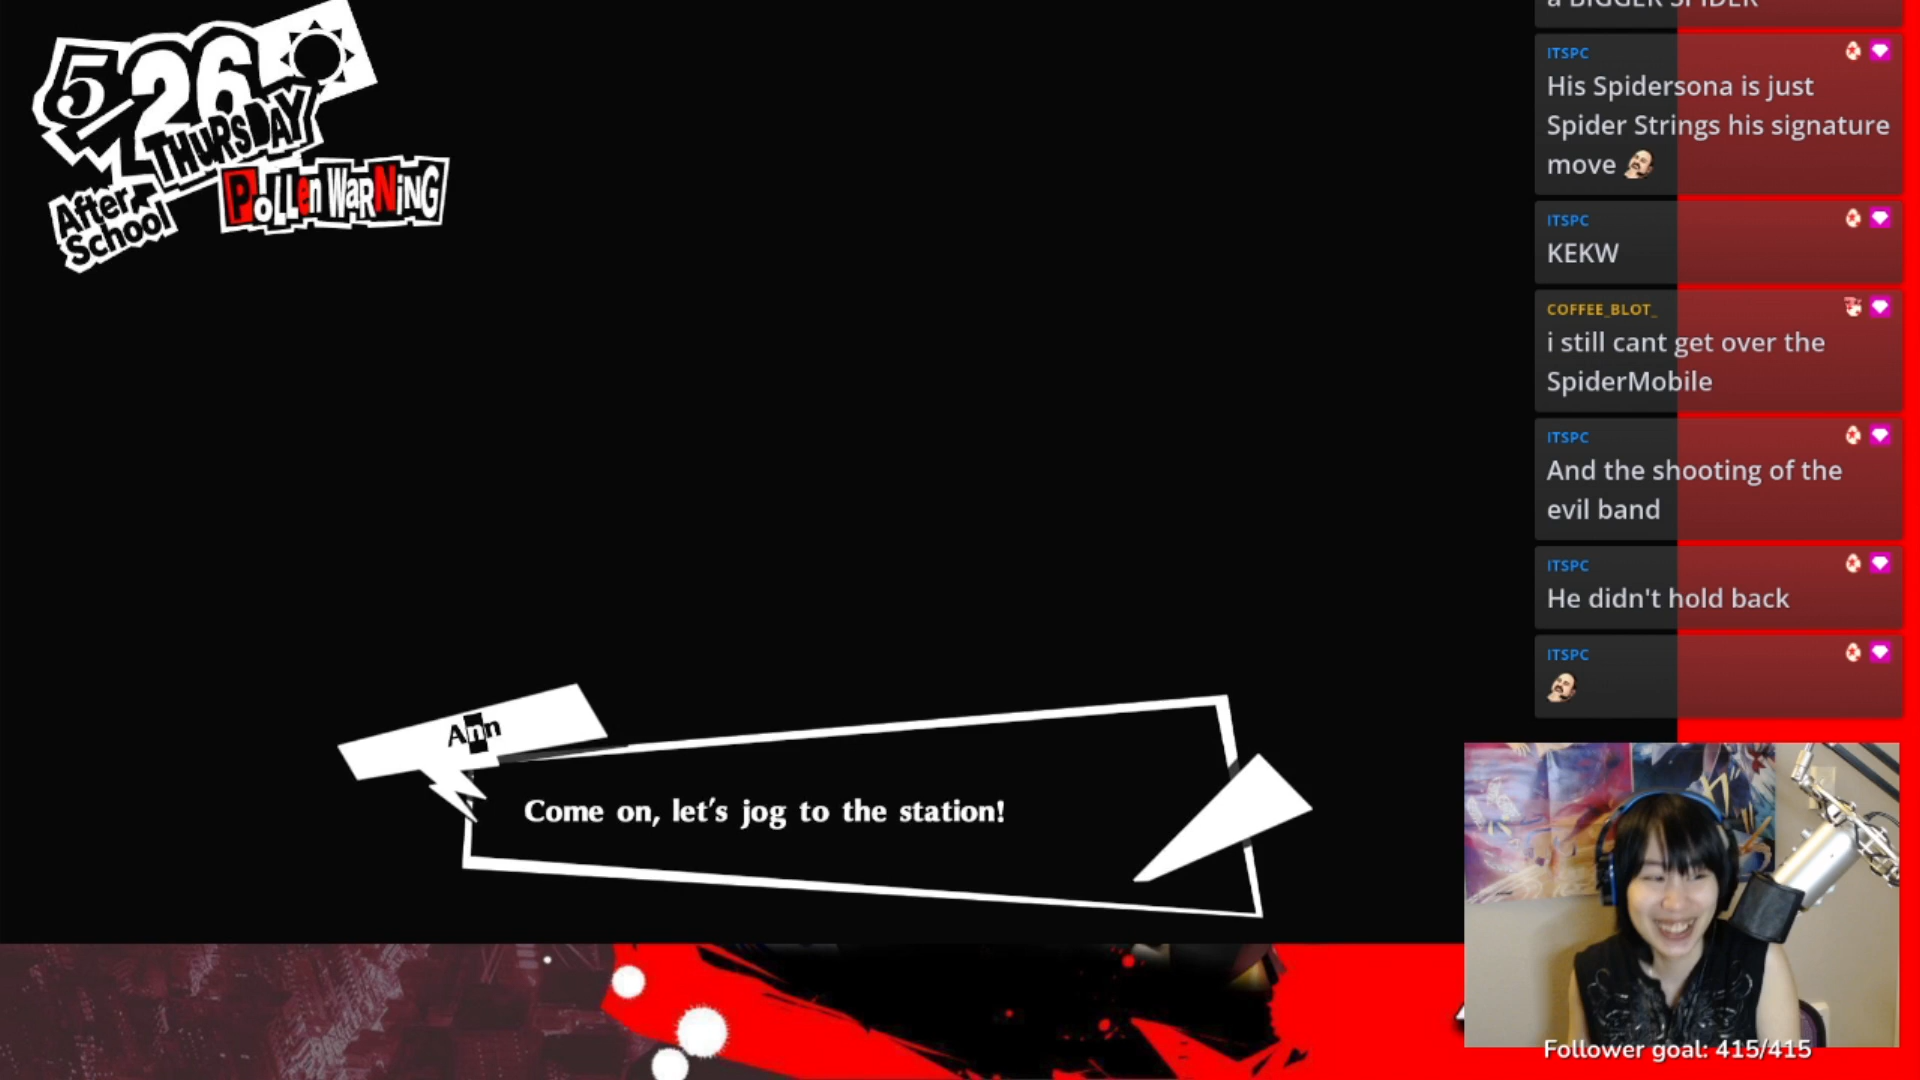 5/26
THURSDAY
After School
PoLLen WaRNiNG
Ann
Come on, let's jog to the station!
a BIGGER SPIDER
ITSPC
His Spidersona is just
Spider Strings his signature
move
ITSPC
KEKW
COFFEE_BLOT_
i still cant get over the
SpiderMobile
ITSPC
And the shooting of the
evil band
ITSPC
He didn't hold back
ITSPC
Follower goal: 415/415